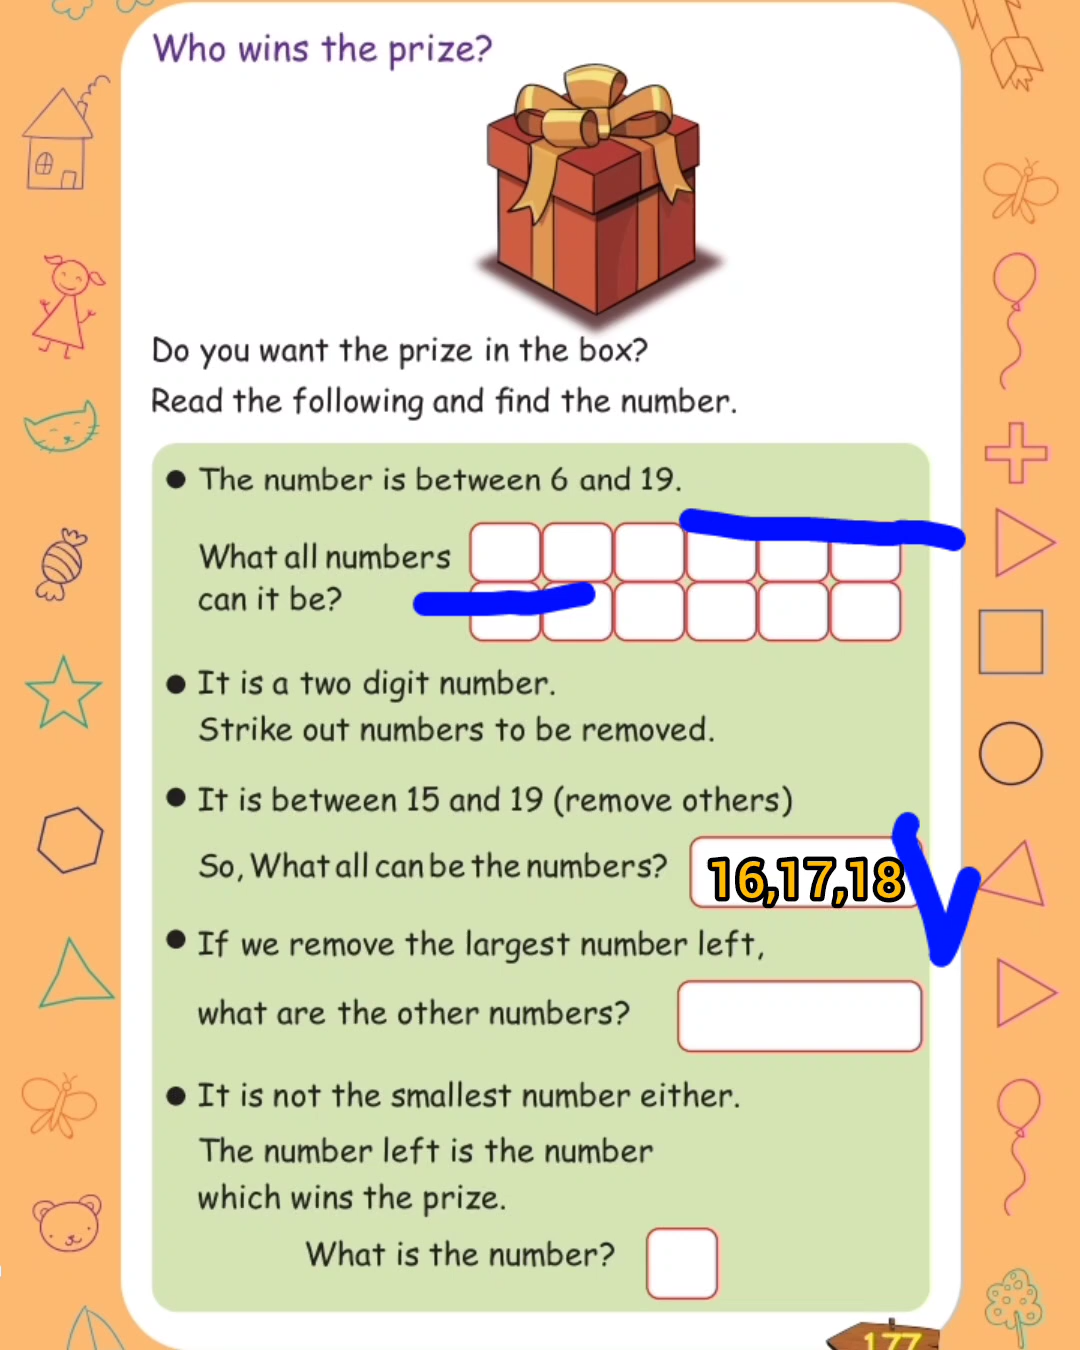 Who wins the prize?
Do you want the prize in the box?
Read the following and find the number.
● The number is between 6 and 19.
What all numbers
can it be?
● It is a two digit number.
Strike out numbers to be removed.
● It is between 15 and 19 (remove others)
So, What all can be the numbers?
16,17,18
● If we remove the largest number left,
what are the other numbers?
● It is not the smallest number either.
The number left is the number
which wins the prize.
What is the number?
177